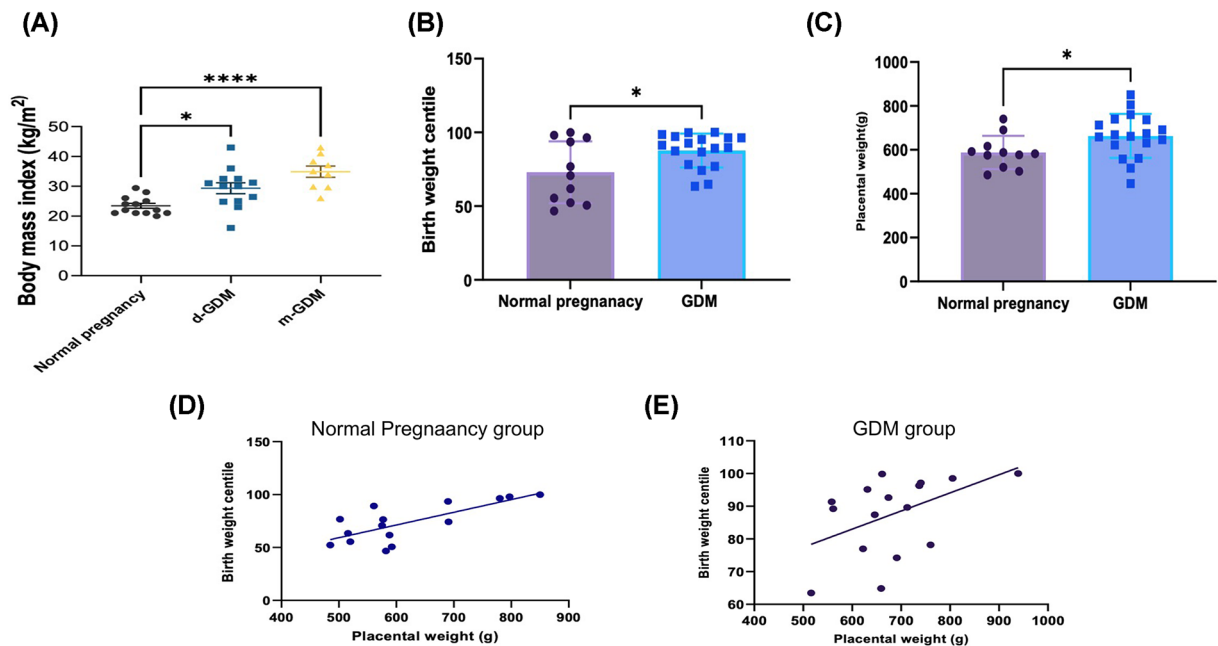 (A)
****
*
Body mass index (kg/m²)
50
40
30
20
10
0
Normal pregnancy
d-GDM
m-GDM
(B)
*
Birth weight centile
150
100
50
0
Normal pregnanacy
GDM
(C)
*
Placental weight(g)
1000
800
600
400
200
0
Normal pregnancy
GDM
(D)
Normal Pregnaancy group
Birth weight centile
150
100
50
0
400 500 600 700 800 900
Placental weight (g)
(E)
GDM group
Birth weight centile
110
100
90
80
70
60
400 500 600 700 800 900 1000
Placental weight (g)